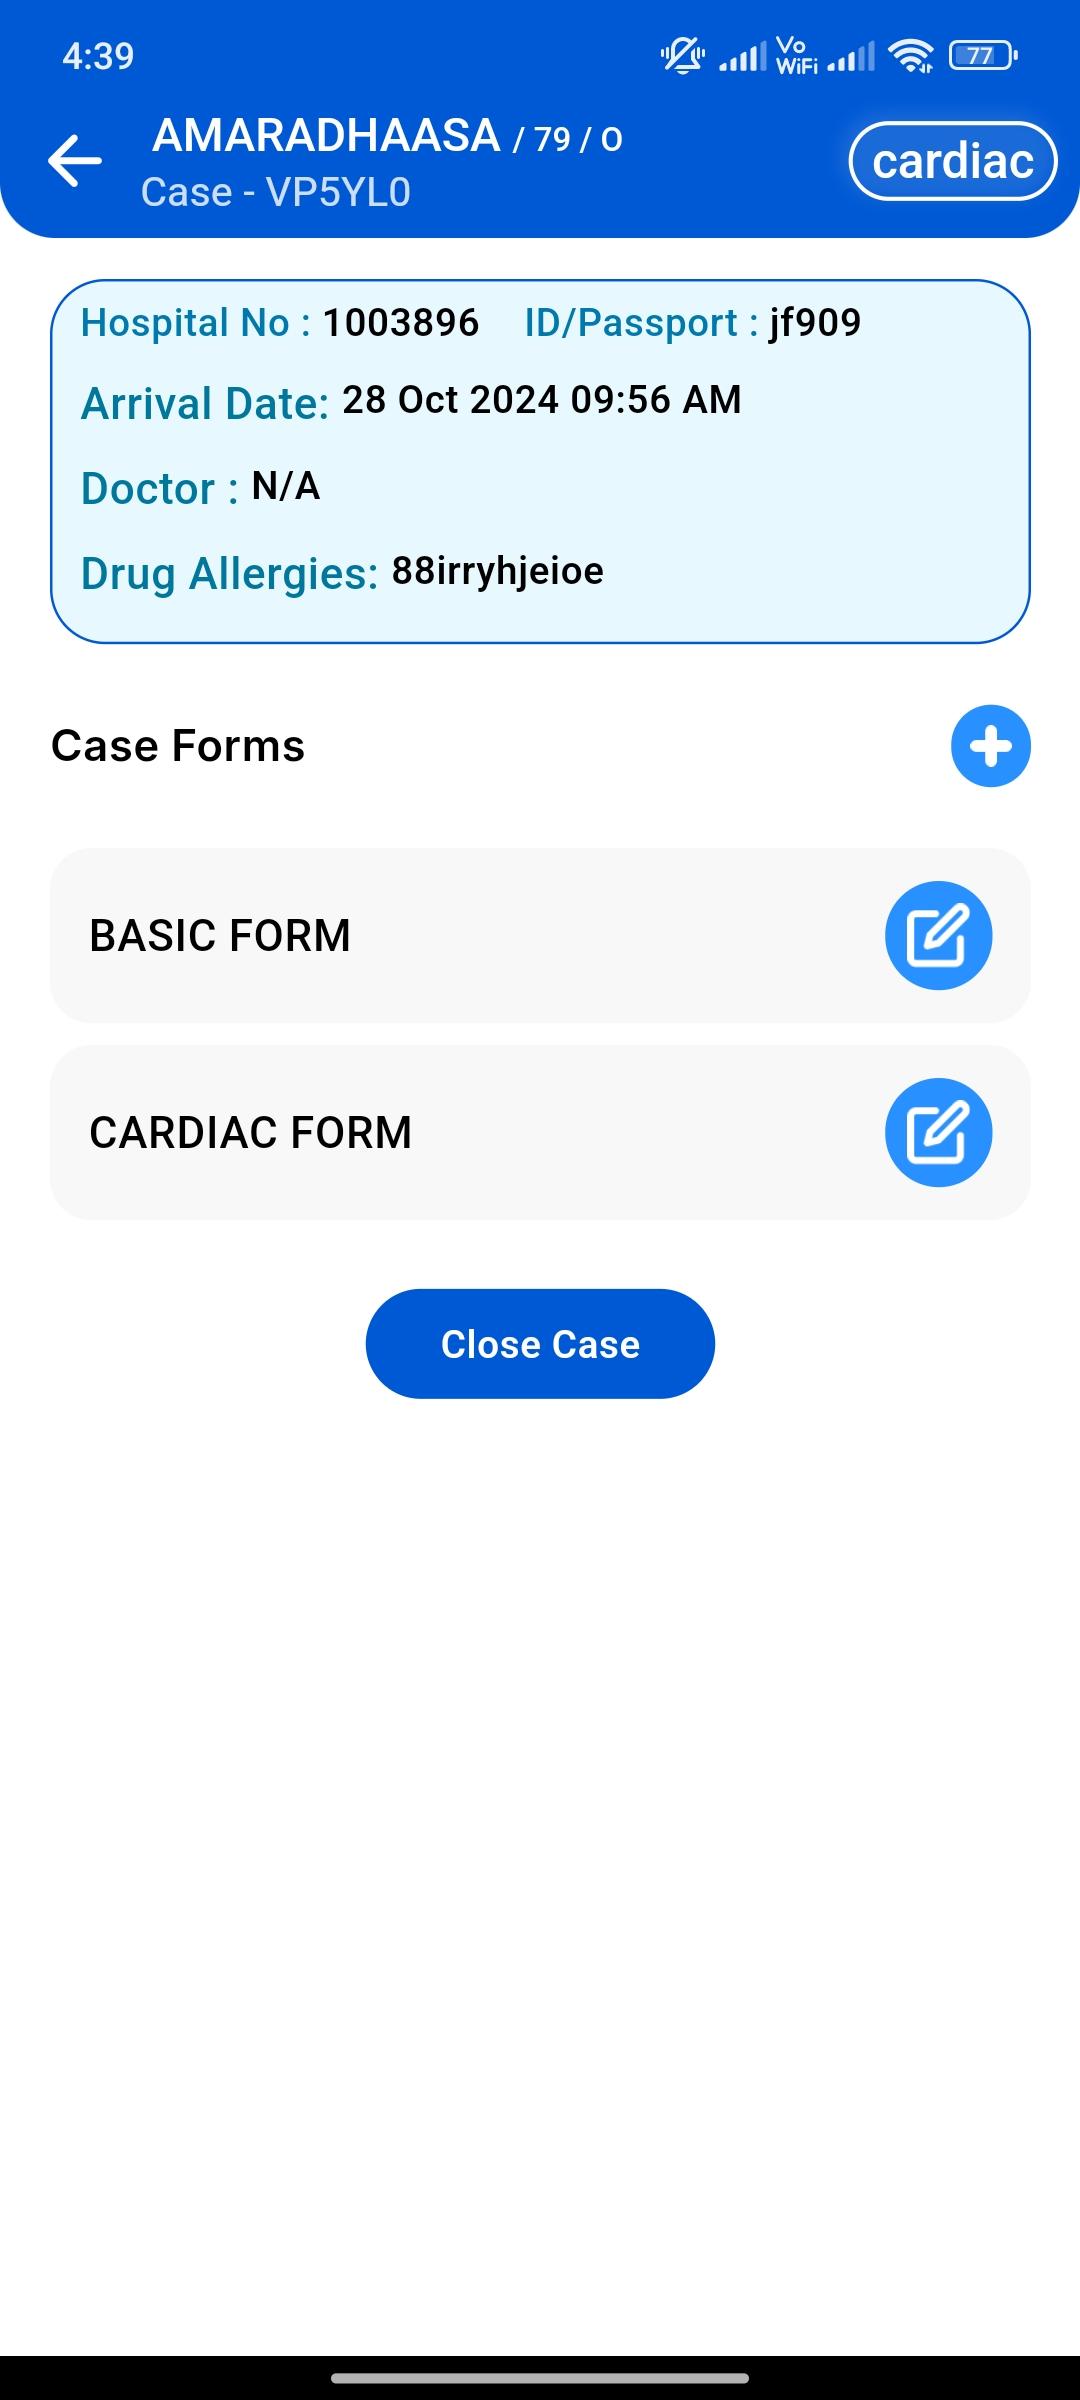 4:39 Vo WiFi 77
AMARADHAASA / 79 / O
Case - VP5YL0
cardiac
Hospital No : 1003896 ID/Passport : jf909
Arrival Date: 28 Oct 2024 09:56 AM
Doctor : N/A
Drug Allergies: 88irryhjeioe
Case Forms
BASIC FORM
CARDIAC FORM
Close Case